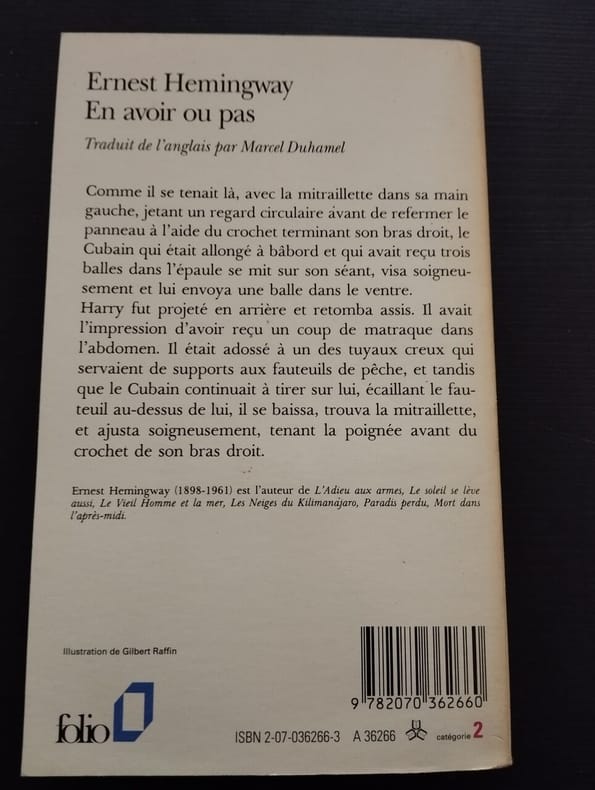 Ernest Hemingway
En avoir ou pas
Traduit de l'anglais par Marcel Duhamel
Comme il se tenait là, avec la mitraillette dans sa main
gauche, jetant un regard circulaire avant de refermer le
panneau à l'aide du crochet terminant son bras droit, le
Cubain qui était allongé à bâbord et qui avait reçu trois
balles dans l'épaule se mit sur son séant, visa soigneu-
sement et lui envoya une balle dans le ventre.
Harry fut projeté en arrière et retomba assis. Il avait
l'impression d'avoir reçu un coup de matraque dans
l'abdomen. Il était adossé à un des tuyaux creux qui
servaient de supports aux fauteuils de pêche, et tandis
que le Cubain continuait à tirer sur lui, écaillant le fau-
teuil au-dessus de lui, il se baissa, trouva la mitraillette,
et ajusta soigneusement, tenant la poignée avant du
crochet de son bras droit.
Ernest Hemingway (1898-1961) est l'auteur de L'Adieu aux armes, Le soleil se lève
aussi, Le Vieil Homme et la mer, Les Neiges du Kilimandjaro, Paradis perdu, Mort dans
l'après-midi.
Illustration de Gilbert Raffin
9 782070 362660
folio
ISBN 2-07-036266-3 A 36266 catégorie 2